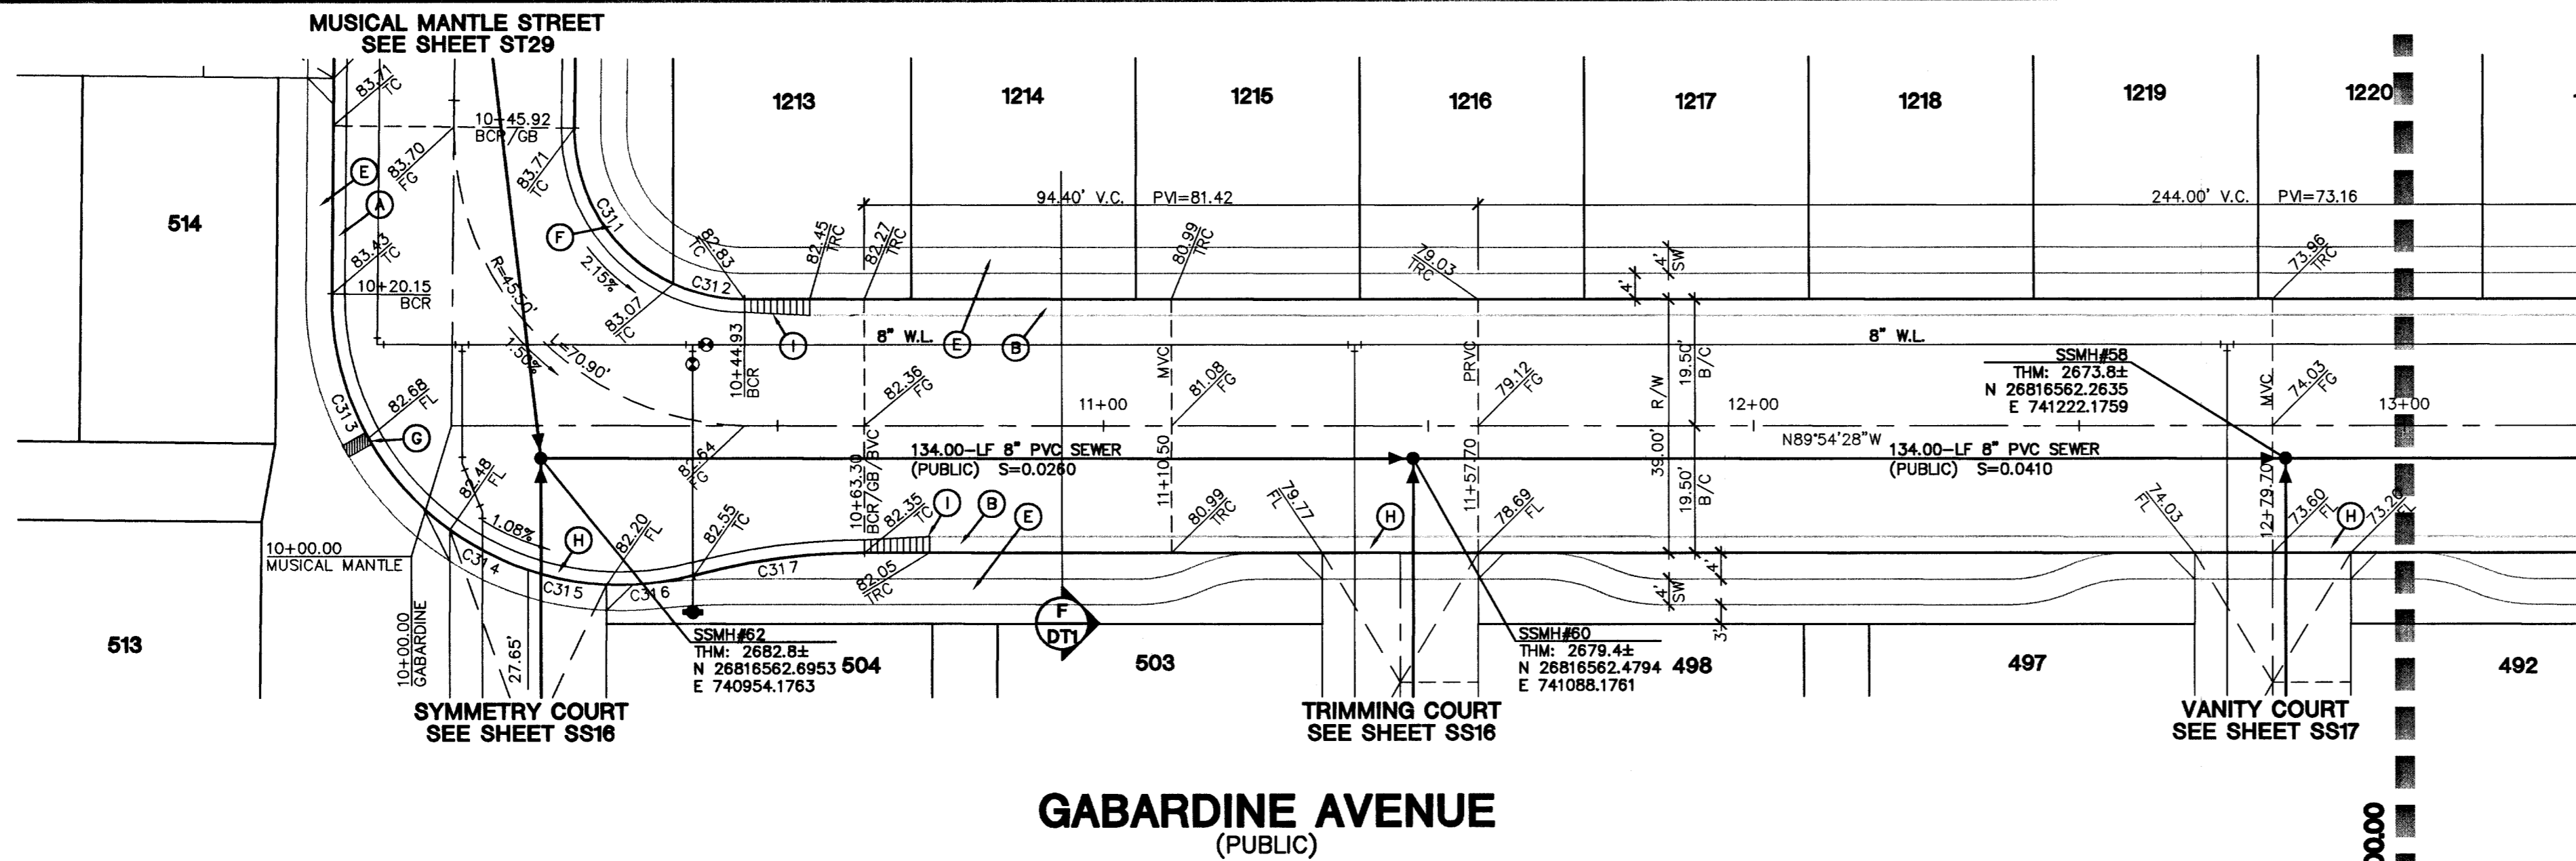 MUSICAL MANTLE STREET
SEE SHEET ST29
83.71
TC
10+45.92
BCR/GB
83.70
FG
83.71
TC
E
A
514
83.43
TC
10+20.15
BCR
C311
F
2.15%
R=45.50'
1.50%
L=70.90'
C312
83.07
TC
82.83
TC
82.45
TRC
82.27
TRC
1213
1214
1215
1216
1217
1218
1219
1220
94.40' V.C.
PVI=81.42
244.00' V.C.
PVI=73.16
80.99
TRC
79.03
TRC
73.96
TRC
4'
4'
SW
10+44.93
BCR
I
8" W.L.
E
B
8" W.L.
MVC
PRVC
MVC
82.36
FG
81.08
FG
79.12
FG
74.03
FG
R/W
19.50'
B/C
SSMH#58
THM: 2673.8±
N 26816562.2635
E 741222.1759
11+00
12+00
13+00
N89°54'28"W
C313
82.68
FL
G
82.48
FL
82.64
FG
134.00-LF 8" PVC SEWER
(PUBLIC) S=0.0260
134.00-LF 8" PVC SEWER
(PUBLIC) S=0.0410
10+63.30
BCR/GB/BVC
11+10.50
11+57.70
12+79.70
39.00'
19.50'
B/C
82.35
TC
I
B
E
80.99
TRC
79.77
FL
H
78.69
FL
74.03
FL
73.60
FL
H
73.20
FL
1.08%
H
C314
C315
C316
C317
82.20
FL
82.55
TC
82.05
TRC
10+00.00
MUSICAL MANTLE
10+00.00
GABARDINE
27.65'
F
DT1
4'
4'
SW
3'
513
SSMH#62
THM: 2682.8±
N 26816562.6953
E 740954.1763
504
503
SSMH#60
THM: 2679.4±
N 26816562.4794
E 741088.1761
498
497
492
SYMMETRY COURT
SEE SHEET SS16
TRIMMING COURT
SEE SHEET SS16
VANITY COURT
SEE SHEET SS17
GABARDINE AVENUE
(PUBLIC)